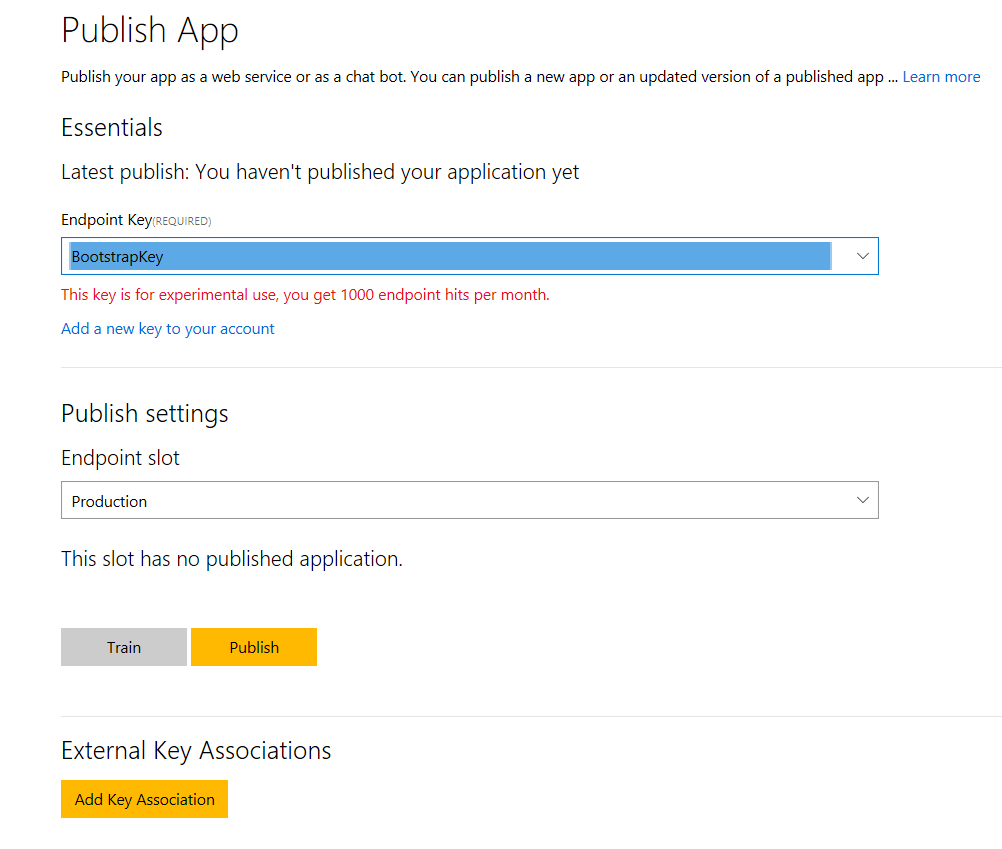 Publish App
Publish your app as a web service or as a chat bot. You can publish a new app or an updated version of a published app ... Learn more
Essentials
Latest publish: You haven't published your application yet
Endpoint Key(REQUIRED)
BootstrapKey
This key is for experimental use, you get 1000 endpoint hits per month.
Add a new key to your account
Publish settings
Endpoint slot
Production
This slot has no published application.
Train Publish
External Key Associations
Add Key Association